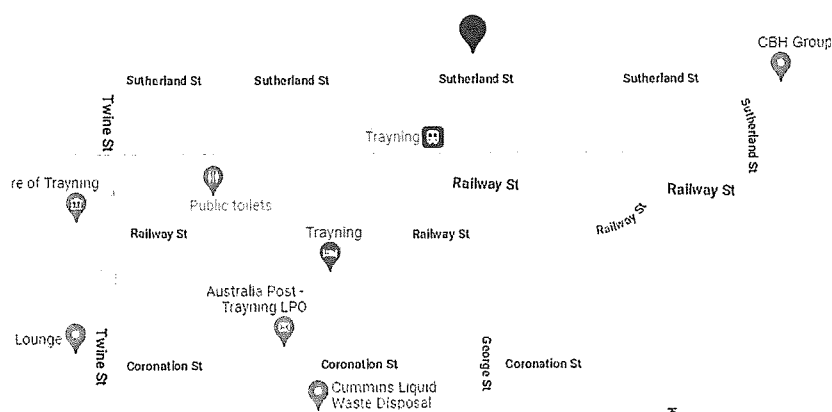 CBH Group
Sutherland St
Sutherland St
Sutherland St
Sutherland St
Twine St
Sutherland St
Trayning
re of Trayning
Public toilets
Railway St
Railway St
Railway St
Railway St
Trayning
Railway St
Australia Post -
Trayning LPO
Lounge
Twine St
Coronation St
Coronation St
George St
Coronation St
Cummins Liquid
Waste Disposal